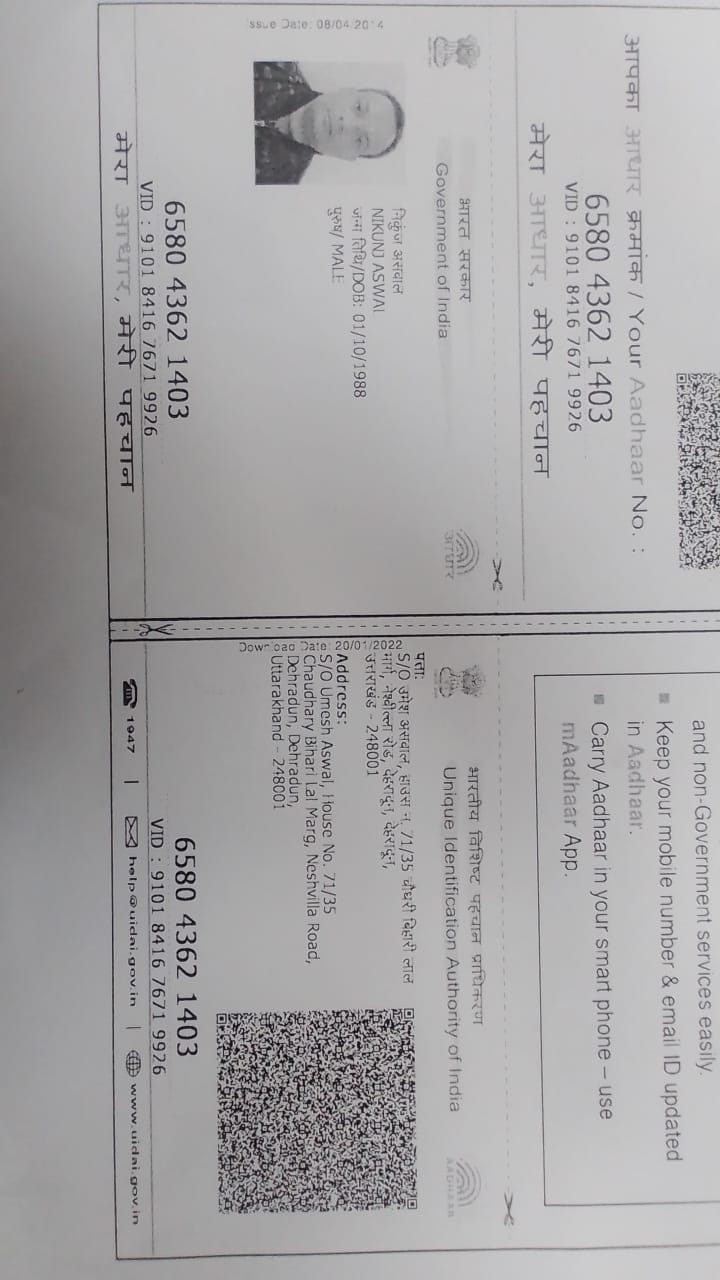 आपका आधार क्रमांक / Your Aadhaar No. :
6580 4362 1403
VID : 9101 8416 7671 9926
मेरा आधार, मेरी पहचान
and non-Government services easily.
Keep your mobile number & email ID updated
in Aadhaar.
Carry Aadhaar in your smart phone – use
mAadhaar App.
भारत सरकार
Government of India
आधार
Issue Date: 08/04/2014
निकुंज असवाल
NIKUNJ ASWAL
जन्म तिथि/DOB: 01/10/1988
पुरुष/ MALE
6580 4362 1403
VID : 9101 8416 7671 9926
मेरा आधार, मेरी पहचान
भारतीय विशिष्ट पहचान प्राधिकरण
Unique Identification Authority of India
AADHAAR
Download Date: 20/01/2022
पता:
S/O उमेश असवाल, हाउस न. 71/35 चौधरी बिहारी लाल
मार्ग, नेश्वील्ला रोड, देहरादून, देहरादून,
उत्तराखंड - 248001
Address:
S/O Umesh Aswal, House No. 71/35
Chaudhary Bihari Lal Marg, Neshvilla Road,
Dehradun, Dehradun,
Uttarakhand - 248001
6580 4362 1403
VID : 9101 8416 7671 9926
1947 | help@uidai.gov.in | www.uidai.gov.in